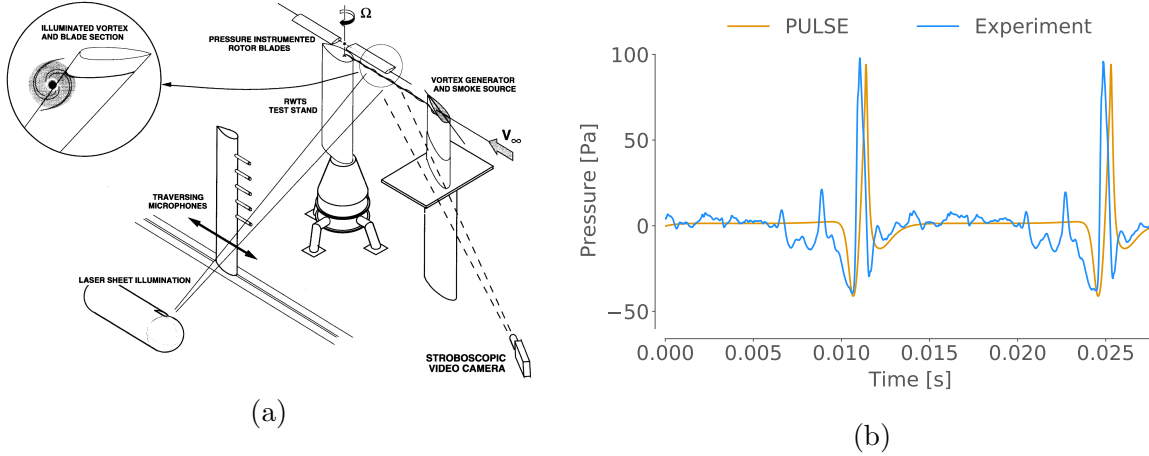 ILLUMINATED VORTEX
AND BLADE SECTION
Ω
PRESSURE INSTRUMENTED
ROTOR BLADES
VORTEX GENERATOR
AND SMOKE SOURCE
RWTS
TEST STAND
V∞
TRAVERSING
MICROPHONES
LASER SHEET ILLUMINATION
STROBOSCOPIC
VIDEO CAMERA
(a)
PULSE Experiment
100
50
0
−50
Pressure [Pa]
0.000 0.005 0.010 0.015 0.020 0.025
Time [s]
(b)